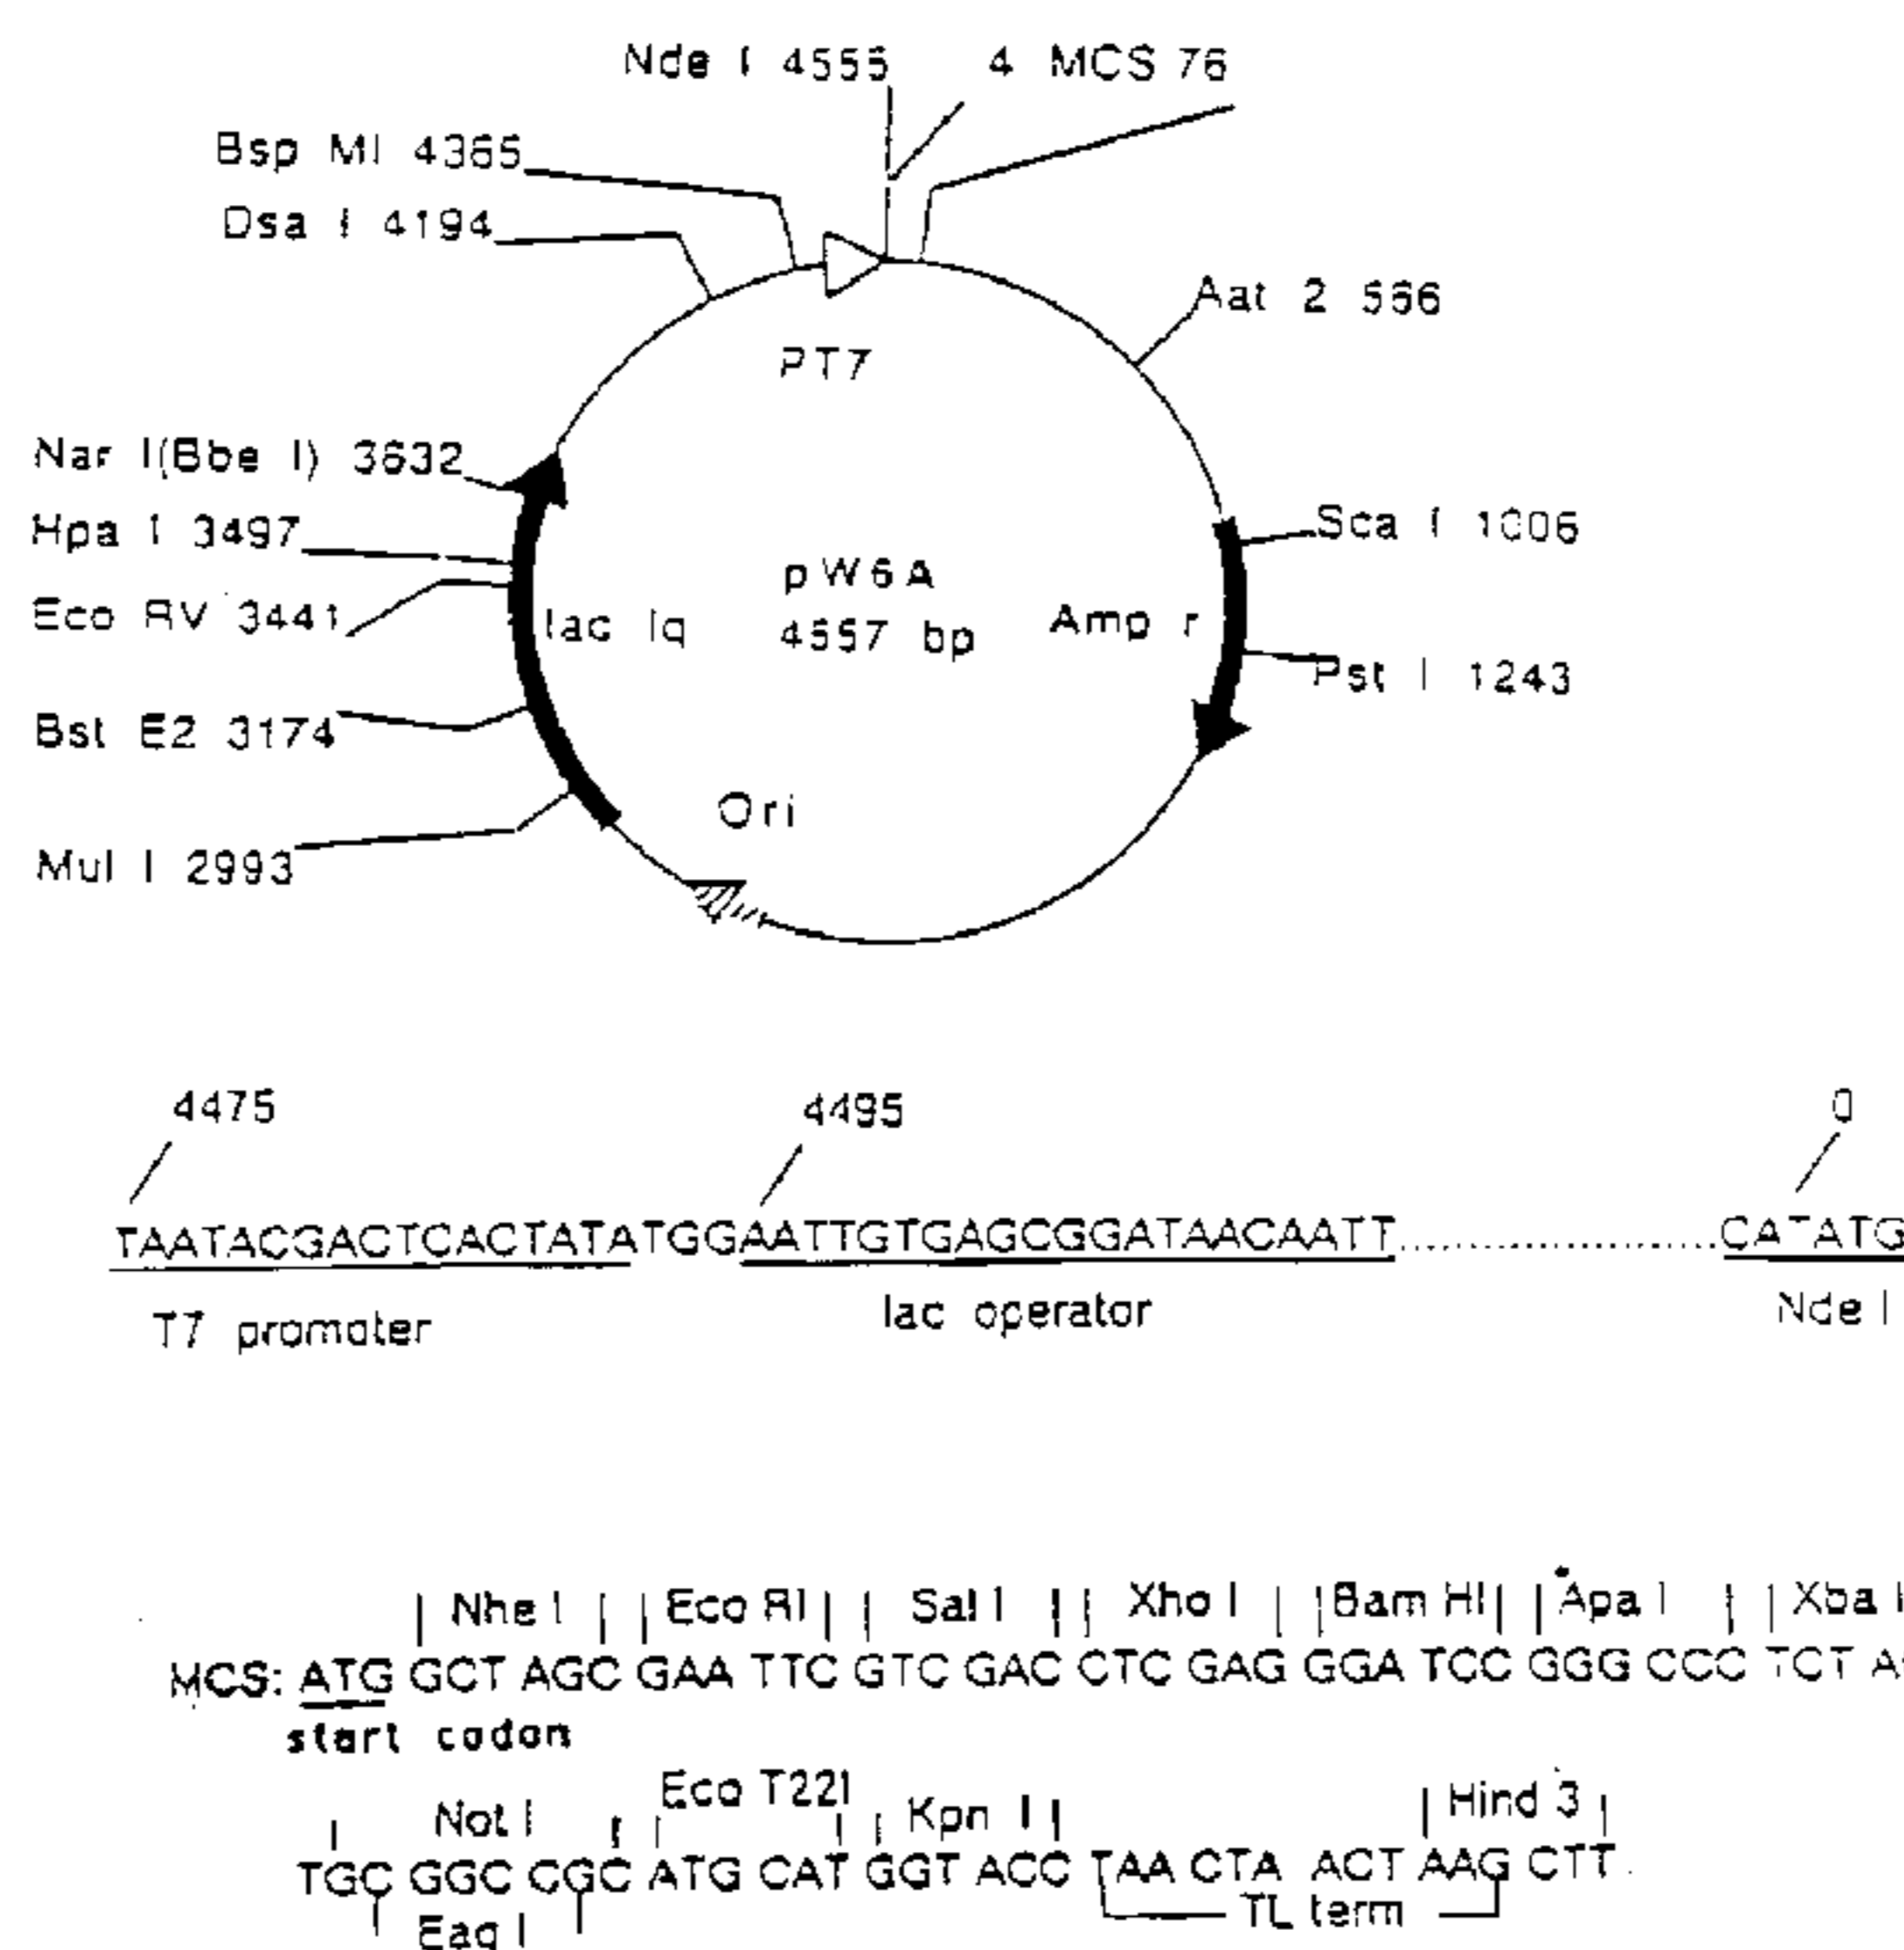 Nde I 4555 4 MCS 76
Bsp MI 4365
Dsa I 4194
Aat 2 566
PT7
Nar I(Bbe I) 3632
Hpa I 3497
Sca I 1006
pW6A
Eco RV 3441
lac Iq
4557 bp
Amp r
Pst I 1243
Bst E2 3174
Ori
Mul I 2993
4475 4495 0
TAATACGACTCACTATATGGAATTGTGAGCGGATAACAATT..............CATATG
T7 promoter lac operator Nde I
Nhe I Eco RI Sal I Xho I Bam HI Apa I Xba I
MCS: ATG GCT AGC GAA TTC GTC GAC CTC GAG GGA TCC GGG CCC TCT
start codon
Not I Eco T22I Kpn I Hind 3
TGC GGC CGC ATG CAT GGT ACC TAA CTA ACT AAG CTT
Eag I TL term